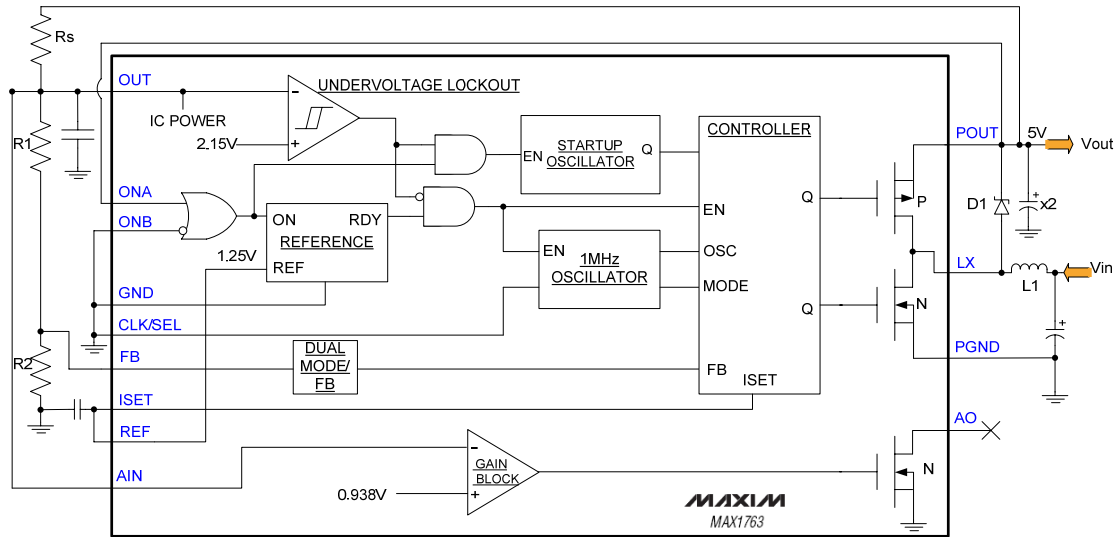 Rs
OUT
UNDERVOLTAGE LOCKOUT
-
IC POWER
2.15V
+
R1
STARTUP
OSCILLATOR
EN
Q
CONTROLLER
POUT
5V
Vout
ONA
ONB
ON
RDY
REFERENCE
REF
1.25V
Q
P
D1
+
x2
EN
EN
1MHz
OSCILLATOR
OSC
MODE
LX
Vin
L1
GND
CLK/SEL
Q
N
+
PGND
FB
DUAL
MODE/
FB
FB
ISET
R2
ISET
REF
AO
AIN
-
GAIN
BLOCK
+
0.938V
N
MAXIM
MAX1763